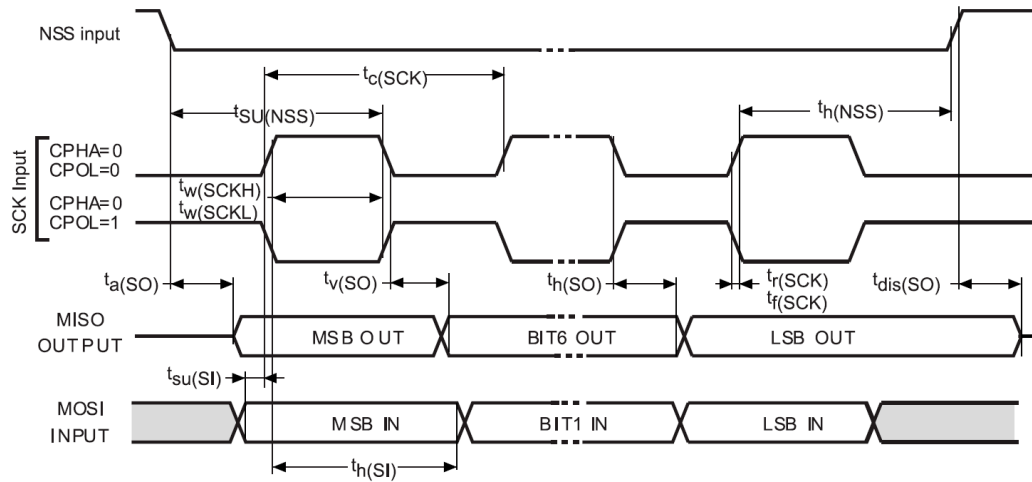 NSS input
tc(SCK)
tSU(NSS)
th(NSS)
SCK Input
CPHA=0
CPOL=0
tw(SCKH)
CPHA=0
tw(SCKL)
CPOL=1
ta(SO)
tv(SO)
th(SO)
tr(SCK)
tf(SCK)
tdis(SO)
MISO
OUTPUT
MSB OUT
BIT6 OUT
LSB OUT
tsu(SI)
MOSI
INPUT
MSB IN
BIT1 IN
LSB IN
th(SI)